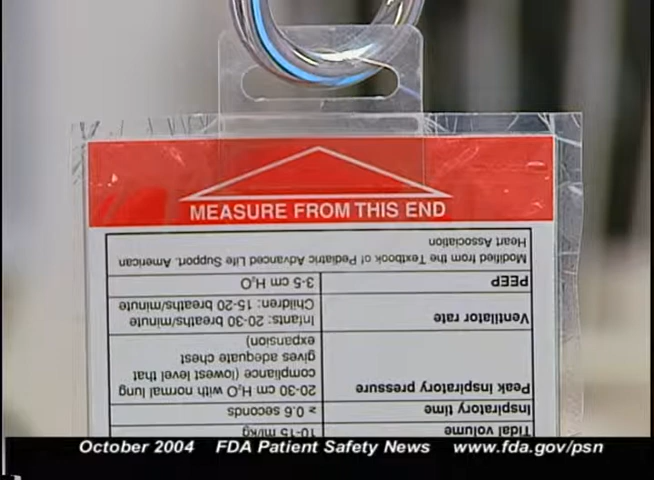 MEASURE FROM THIS END
Tidal volume 10-15 ml/kg
Inspiratory time ≥ 0.6 seconds
Peak inspiratory pressure 20-30 cm H₂O with normal lung
compliance (lowest level that
gives adequate chest
expansion)
Ventilator rate Infants: 20-30 breaths/minute
Children: 15-20 breaths/minute
PEEP 3-5 cm H₂O
Modified from the Textbook of Pediatric Advanced Life Support. American
Heart Association
October 2004 FDA Patient Safety News www.fda.gov/psn